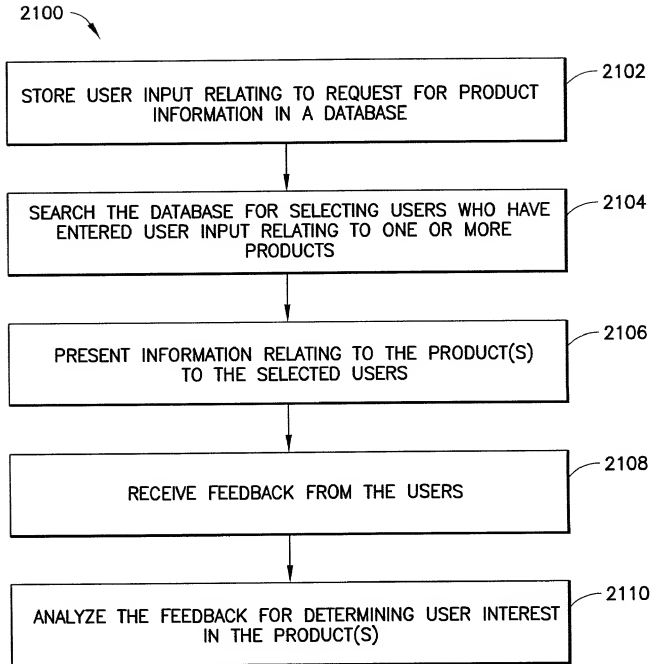 2100
STORE USER INPUT RELATING TO REQUEST FOR PRODUCT
INFORMATION IN A DATABASE
2102
SEARCH THE DATABASE FOR SELECTING USERS WHO HAVE
ENTERED USER INPUT RELATING TO ONE OR MORE
PRODUCTS
2104
PRESENT INFORMATION RELATING TO THE PRODUCT(S)
TO THE SELECTED USERS
2106
RECEIVE FEEDBACK FROM THE USERS
2108
ANALYZE THE FEEDBACK FOR DETERMINING USER INTEREST
IN THE PRODUCT(S)
2110